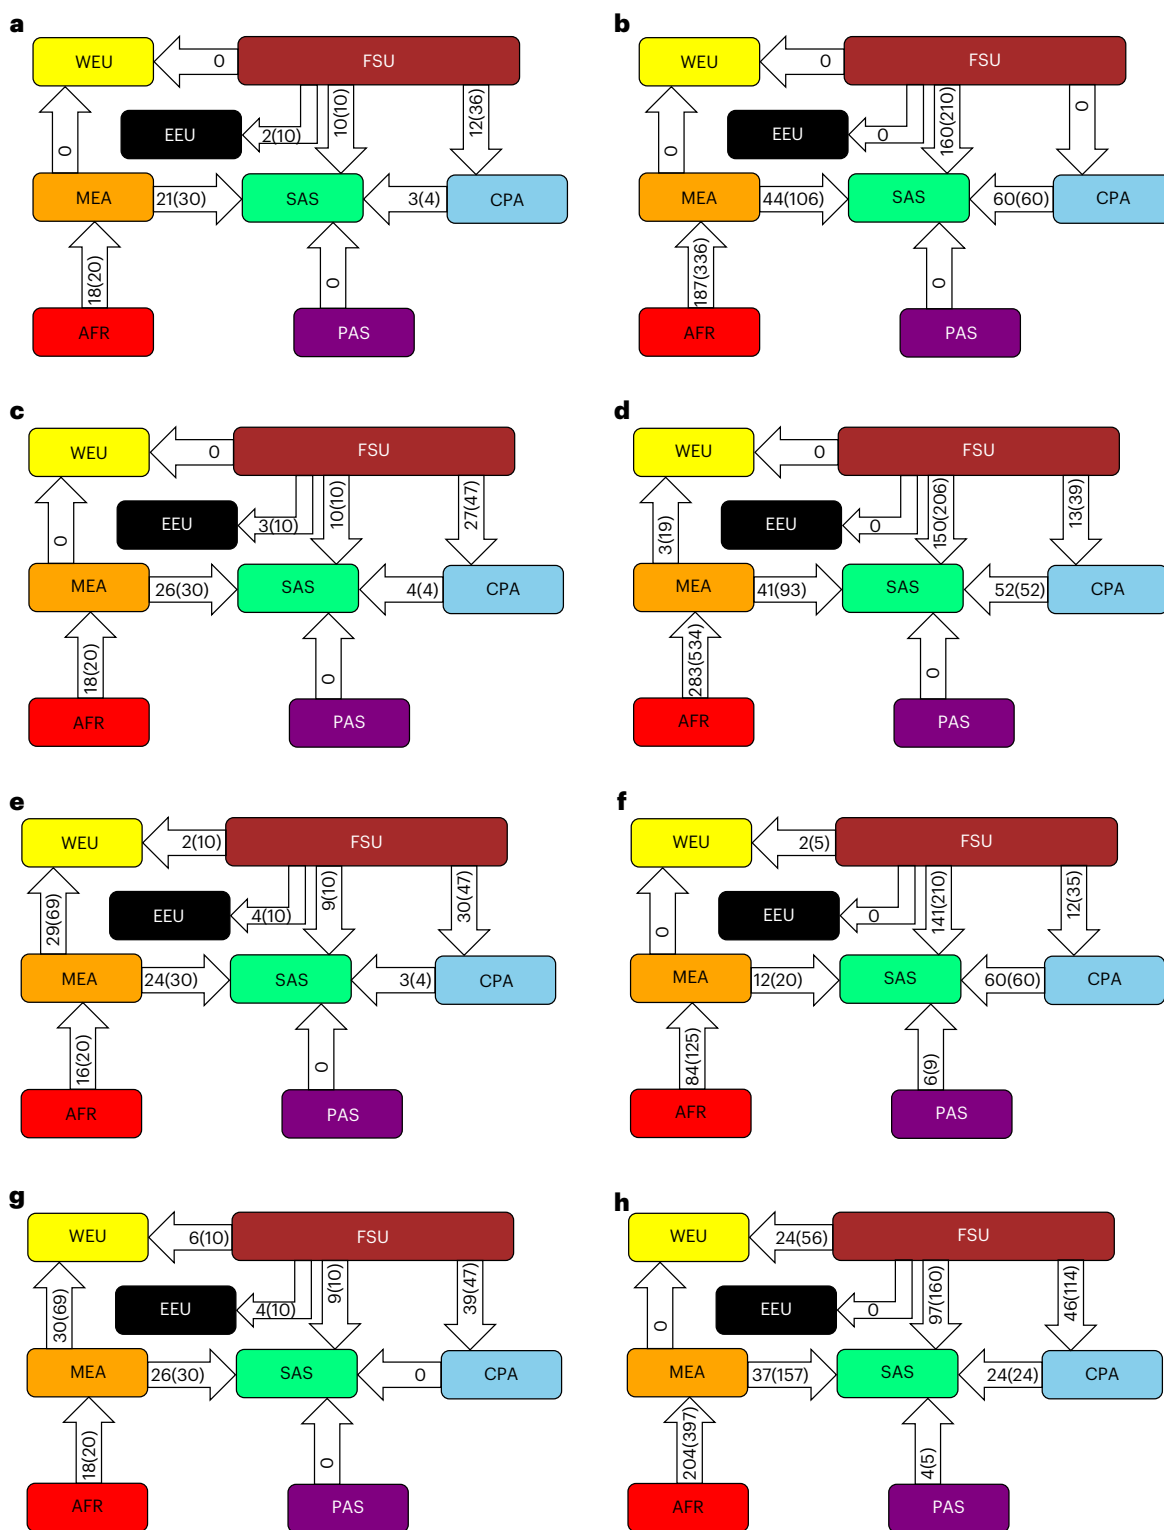 a
WEU
0
FSU
EEU
2(10)
10(10)
12(36)
0
MEA
21(30)
SAS
3(4)
CPA
18(20)
0
AFR
PAS
b
WEU
0
FSU
EEU
0
160(210)
0
0
MEA
44(106)
SAS
60(60)
CPA
187(336)
0
AFR
PAS
c
WEU
0
FSU
EEU
3(10)
10(10)
27(47)
0
MEA
26(30)
SAS
4(4)
CPA
18(20)
0
AFR
PAS
d
WEU
0
FSU
EEU
0
150(206)
13(39)
3(19)
MEA
41(93)
SAS
52(52)
CPA
283(534)
0
AFR
PAS
e
WEU
2(10)
FSU
EEU
4(10)
9(10)
30(47)
29(69)
MEA
24(30)
SAS
3(4)
CPA
16(20)
0
AFR
PAS
f
WEU
2(5)
FSU
EEU
0
141(210)
12(35)
0
MEA
12(20)
SAS
60(60)
CPA
84(125)
6(9)
AFR
PAS
g
WEU
6(10)
FSU
EEU
4(10)
9(10)
39(47)
30(69)
MEA
26(30)
SAS
0
CPA
18(20)
0
AFR
PAS
h
WEU
24(56)
FSU
EEU
0
97(160)
46(114)
0
MEA
37(157)
SAS
24(24)
CPA
204(397)
4(5)
AFR
PAS